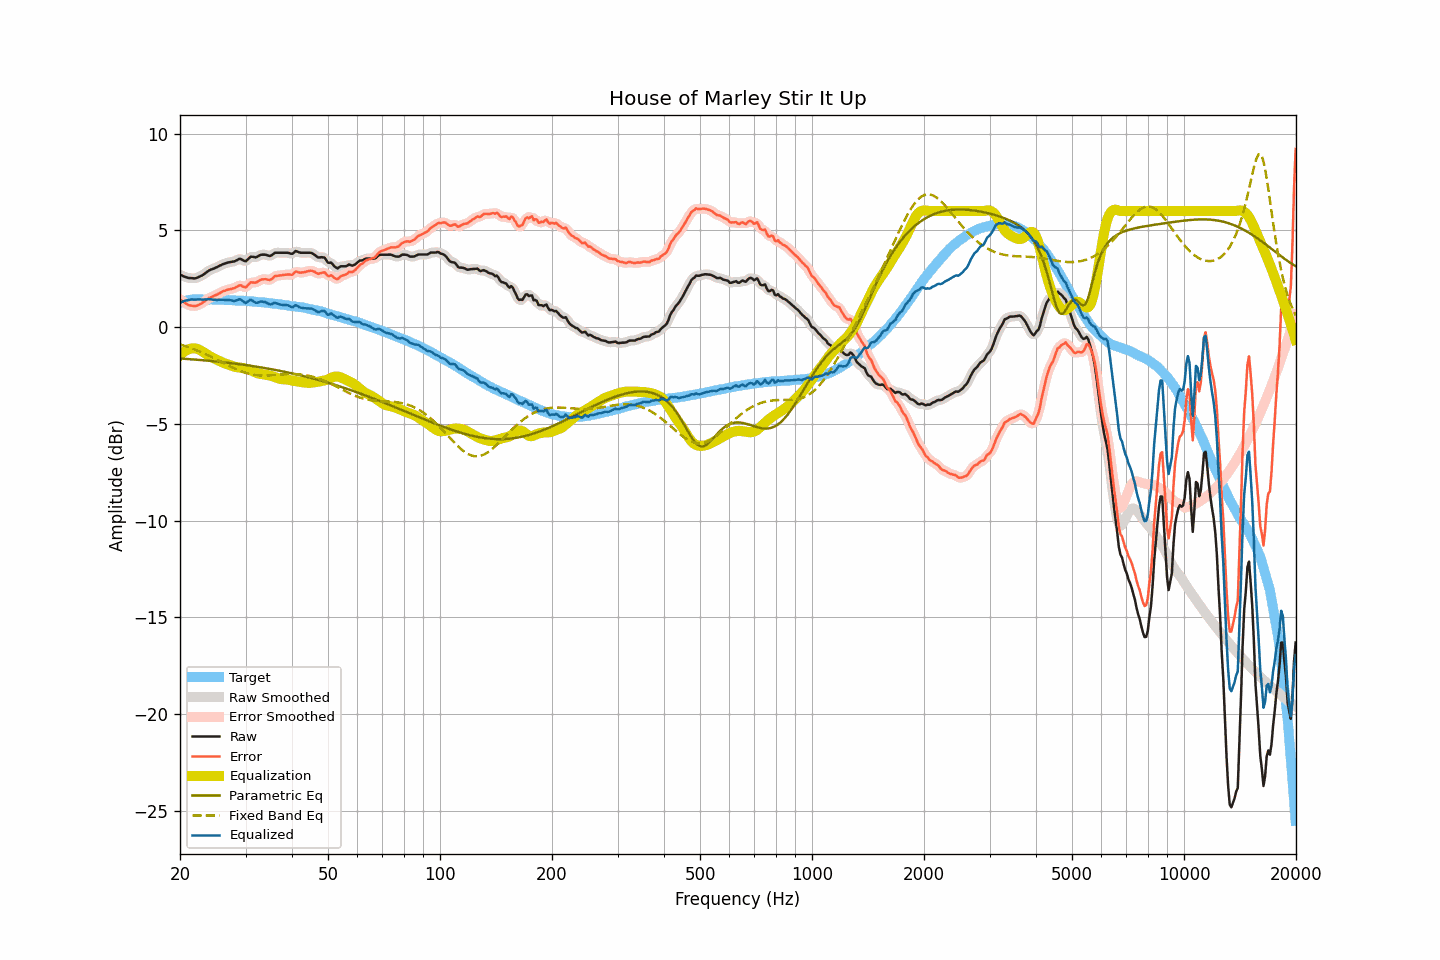 House of Marley Stir It Up
Amplitude (dBr)
10
5
0
−5
−10
−15
−20
−25
Target
Raw Smoothed
Error Smoothed
Raw
Error
Equalization
Parametric Eq
Fixed Band Eq
Equalized
20 50 100 200 500 1000 2000 5000 10000 20000
Frequency (Hz)